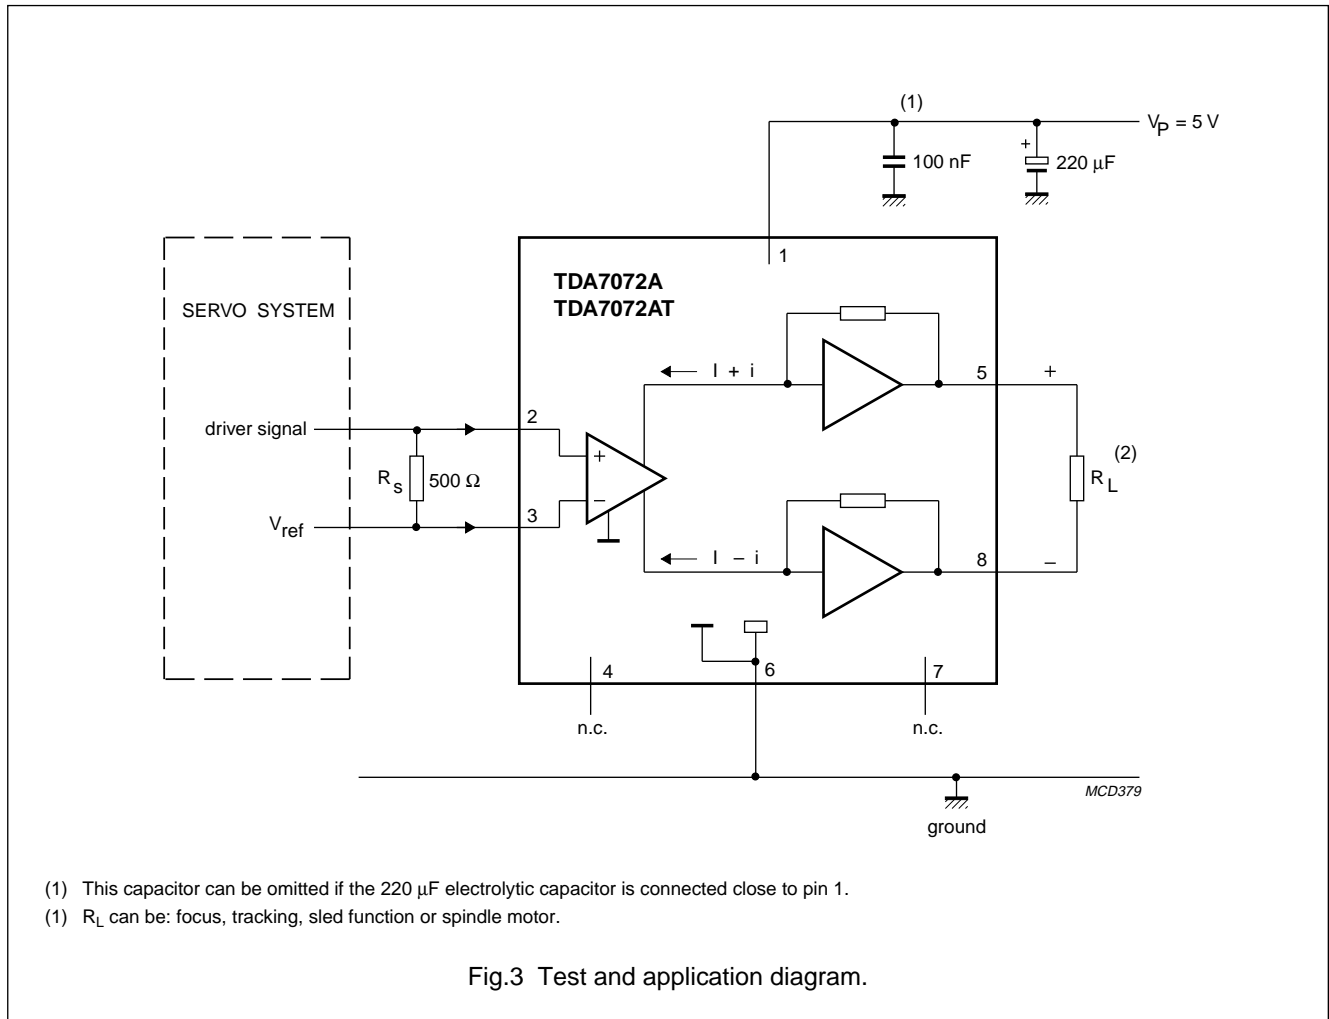 (1)
V_P = 5 V
+
100 nF
220 μF
1
TDA7072A
TDA7072AT
SERVO SYSTEM
I + i
5
+
driver signal
2
+
R_s 500 Ω
(2)
R_L
−
V_ref
3
I − i
8
−
4
6
7
n.c.
n.c.
MCD379
ground
(1) This capacitor can be omitted if the 220 μF electrolytic capacitor is connected close to pin 1.
(1) R_L can be: focus, tracking, sled function or spindle motor.
Fig.3 Test and application diagram.